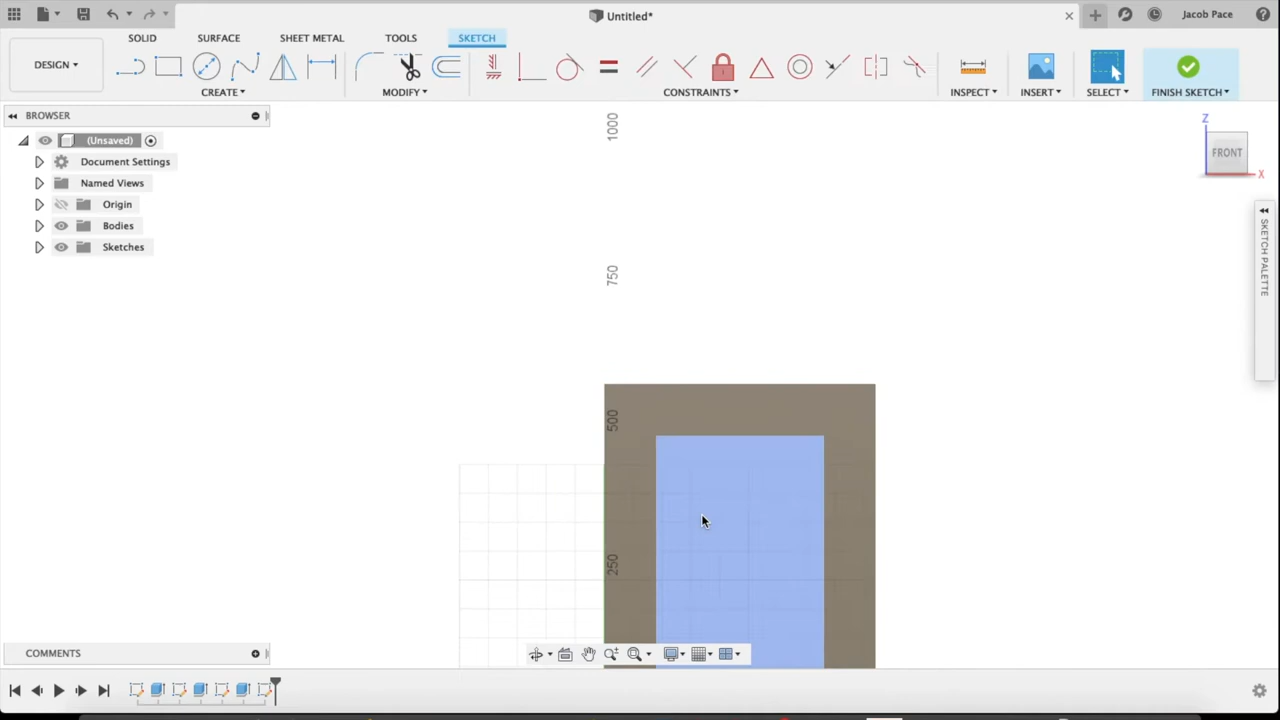 Untitled*
Jacob Pace
SOLID SURFACE SHEET METAL TOOLS SKETCH
DESIGN
CREATE MODIFY CONSTRAINTS INSPECT INSERT SELECT FINISH SKETCH
BROWSER
(Unsaved)
Document Settings
Named Views
Origin
Bodies
Sketches
1000
750
500
250
Z
FRONT
X
SKETCH PALETTE
COMMENTS